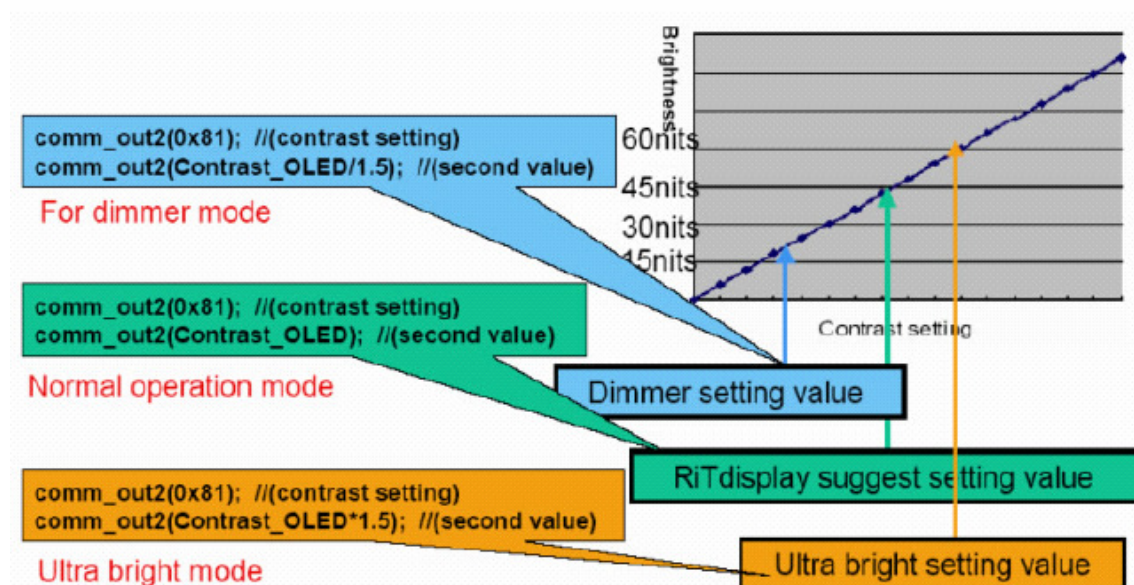 Brightness
60nits
45nits
30nits
15nits
Contrast setting
comm_out2(0x81); //(contrast setting)
comm_out2(Contrast_OLED/1.5); //(second value)
For dimmer mode
comm_out2(0x81); //(contrast setting)
comm_out2(Contrast_OLED); //(second value)
Normal operation mode
Dimmer setting value
RiTdisplay suggest setting value
comm_out2(0x81); //(contrast setting)
comm_out2(Contrast_OLED*1.5); //(second value)
Ultra bright mode
Ultra bright setting value